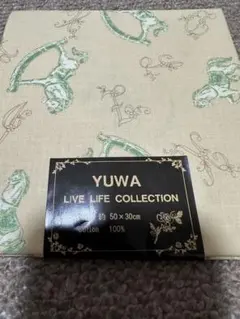 YUWA
LIVE LIFE COLLECTION
約 50×30cm
Cotton 100%